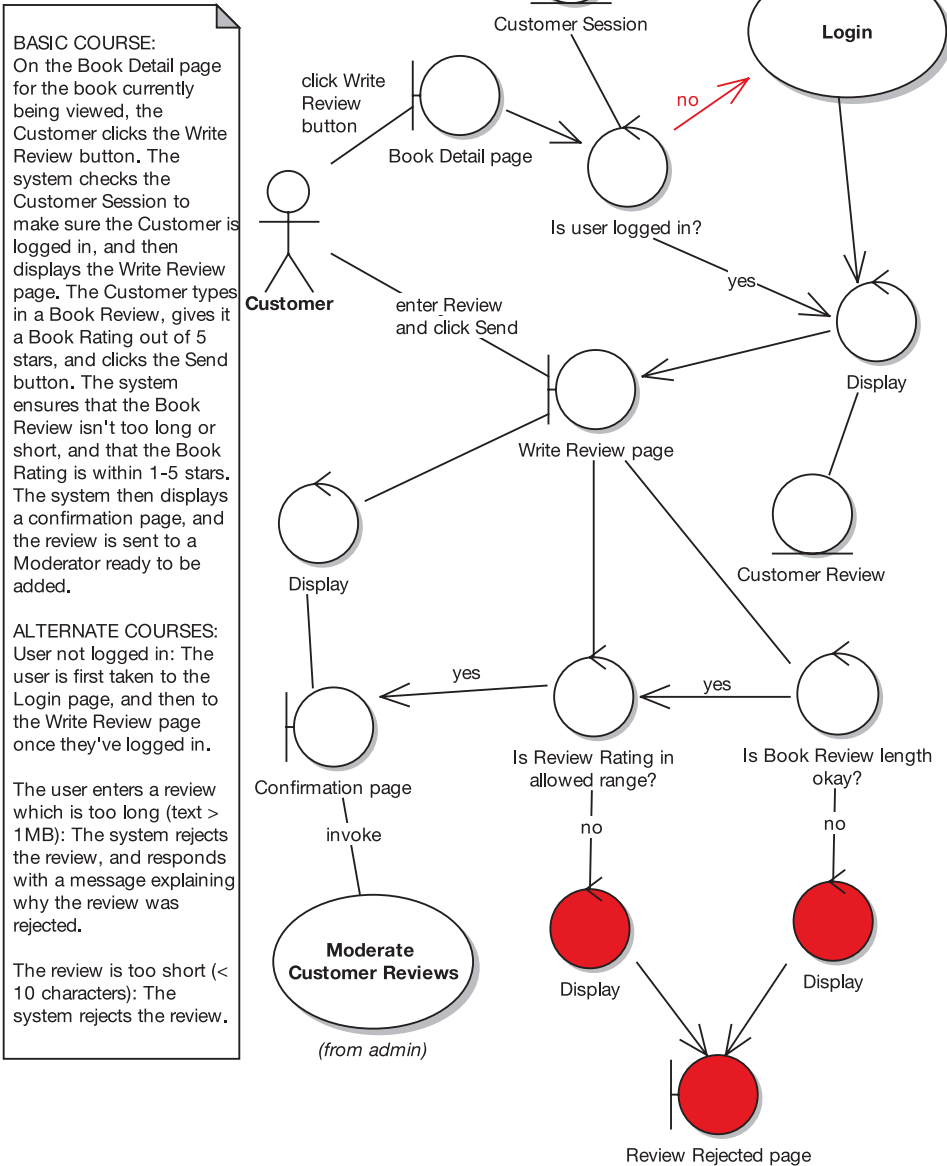 BASIC COURSE:
On the Book Detail page
for the book currently
being viewed, the
Customer clicks the Write
Review button. The
system checks the
Customer Session to
make sure the Customer is
logged in, and then
displays the Write Review
page. The Customer types
in a Book Review, gives it
a Book Rating out of 5
stars, and clicks the Send
button. The system
ensures that the Book
Review isn't too long or
short, and that the Book
Rating is within 1-5 stars.
The system then displays
a confirmation page, and
the review is sent to a
Moderator ready to be
added.
ALTERNATE COURSES:
User not logged in: The
user is first taken to the
Login page, and then to
the Write Review page
once they've logged in.
The user enters a review
which is too long (text >
1MB): The system rejects
the review, and responds
with a message explaining
why the review was
rejected.
The review is too short (<
10 characters): The
system rejects the review.
Customer Session
Login
click Write
Review
button
no
Book Detail page
Is user logged in?
yes
Customer
enter Review
and click Send
Display
Write Review page
Customer Review
Display
yes
yes
Is Review Rating in
allowed range?
Is Book Review length
okay?
Confirmation page
invoke
no
no
Moderate
Customer Reviews
(from admin)
Display
Display
Review Rejected page